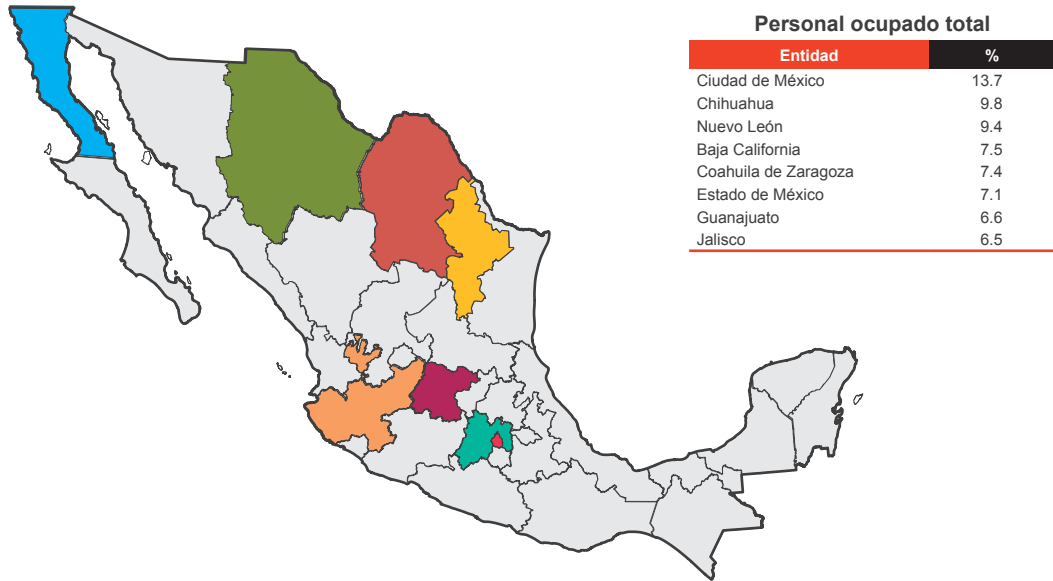 Personal ocupado total
Entidad %
Ciudad de México 13.7
Chihuahua 9.8
Nuevo León 9.4
Baja California 7.5
Coahuila de Zaragoza 7.4
Estado de México 7.1
Guanajuato 6.6
Jalisco 6.5